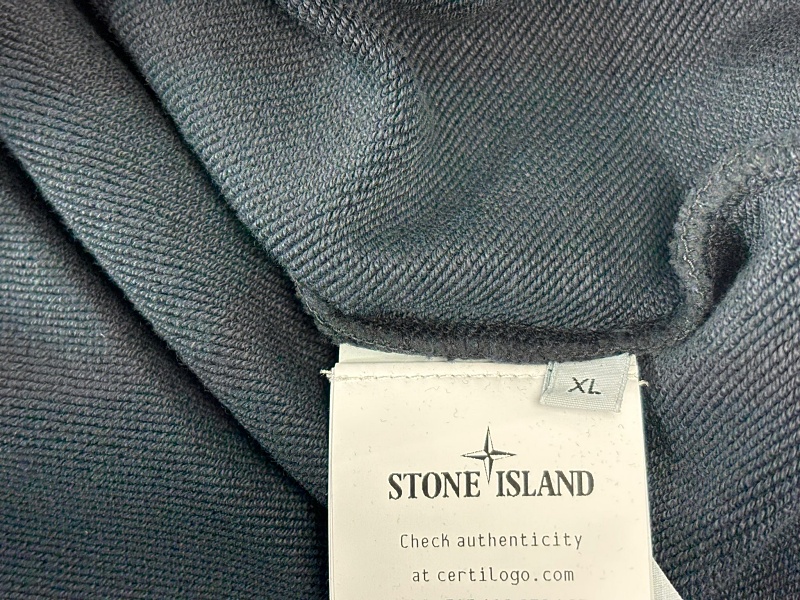 XL
STONE ISLAND
Check authenticity
at certilogo.com